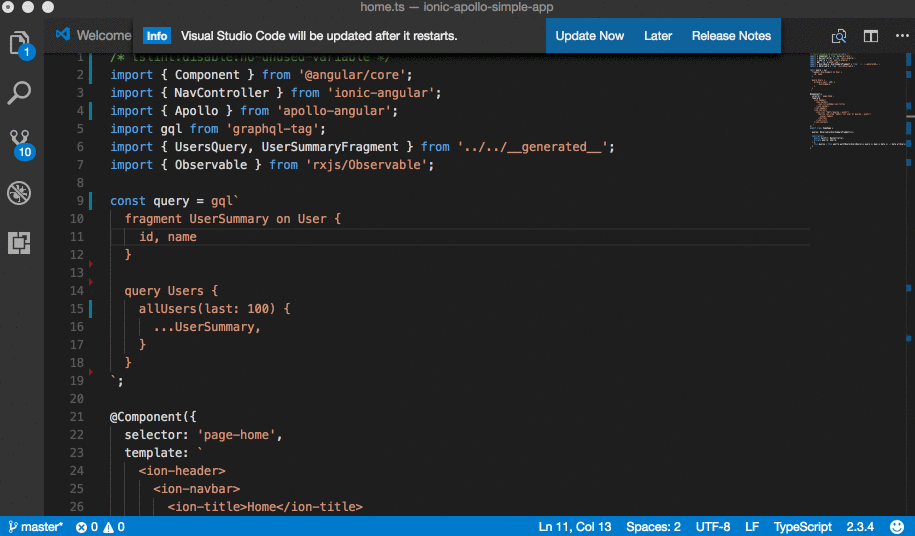 home.ts — ionic-apollo-simple-app
Welcome
Info Visual Studio Code will be updated after it restarts. Update Now Later Release Notes
1 /* tslint:disable:no-unused-variable */
2 import { Component } from '@angular/core';
3 import { NavController } from 'ionic-angular';
4 import { Apollo } from 'apollo-angular';
5 import gql from 'graphql-tag';
6 import { UsersQuery, UserSummaryFragment } from '../../__generated__';
7 import { Observable } from 'rxjs/Observable';
8
9 const query = gql`
10 fragment UserSummary on User {
11 id, name
12 }
13
14 query Users {
15 allUsers(last: 100) {
16 ...UserSummary,
17 }
18 }
19 `;
20
21 @Component({
22 selector: 'page-home',
23 template: `
24 <ion-header>
25 <ion-navbar>
26 <ion-title>Home</ion-title>
1
10
master* 0 0 Ln 11, Col 13 Spaces: 2 UTF-8 LF TypeScript 2.3.4